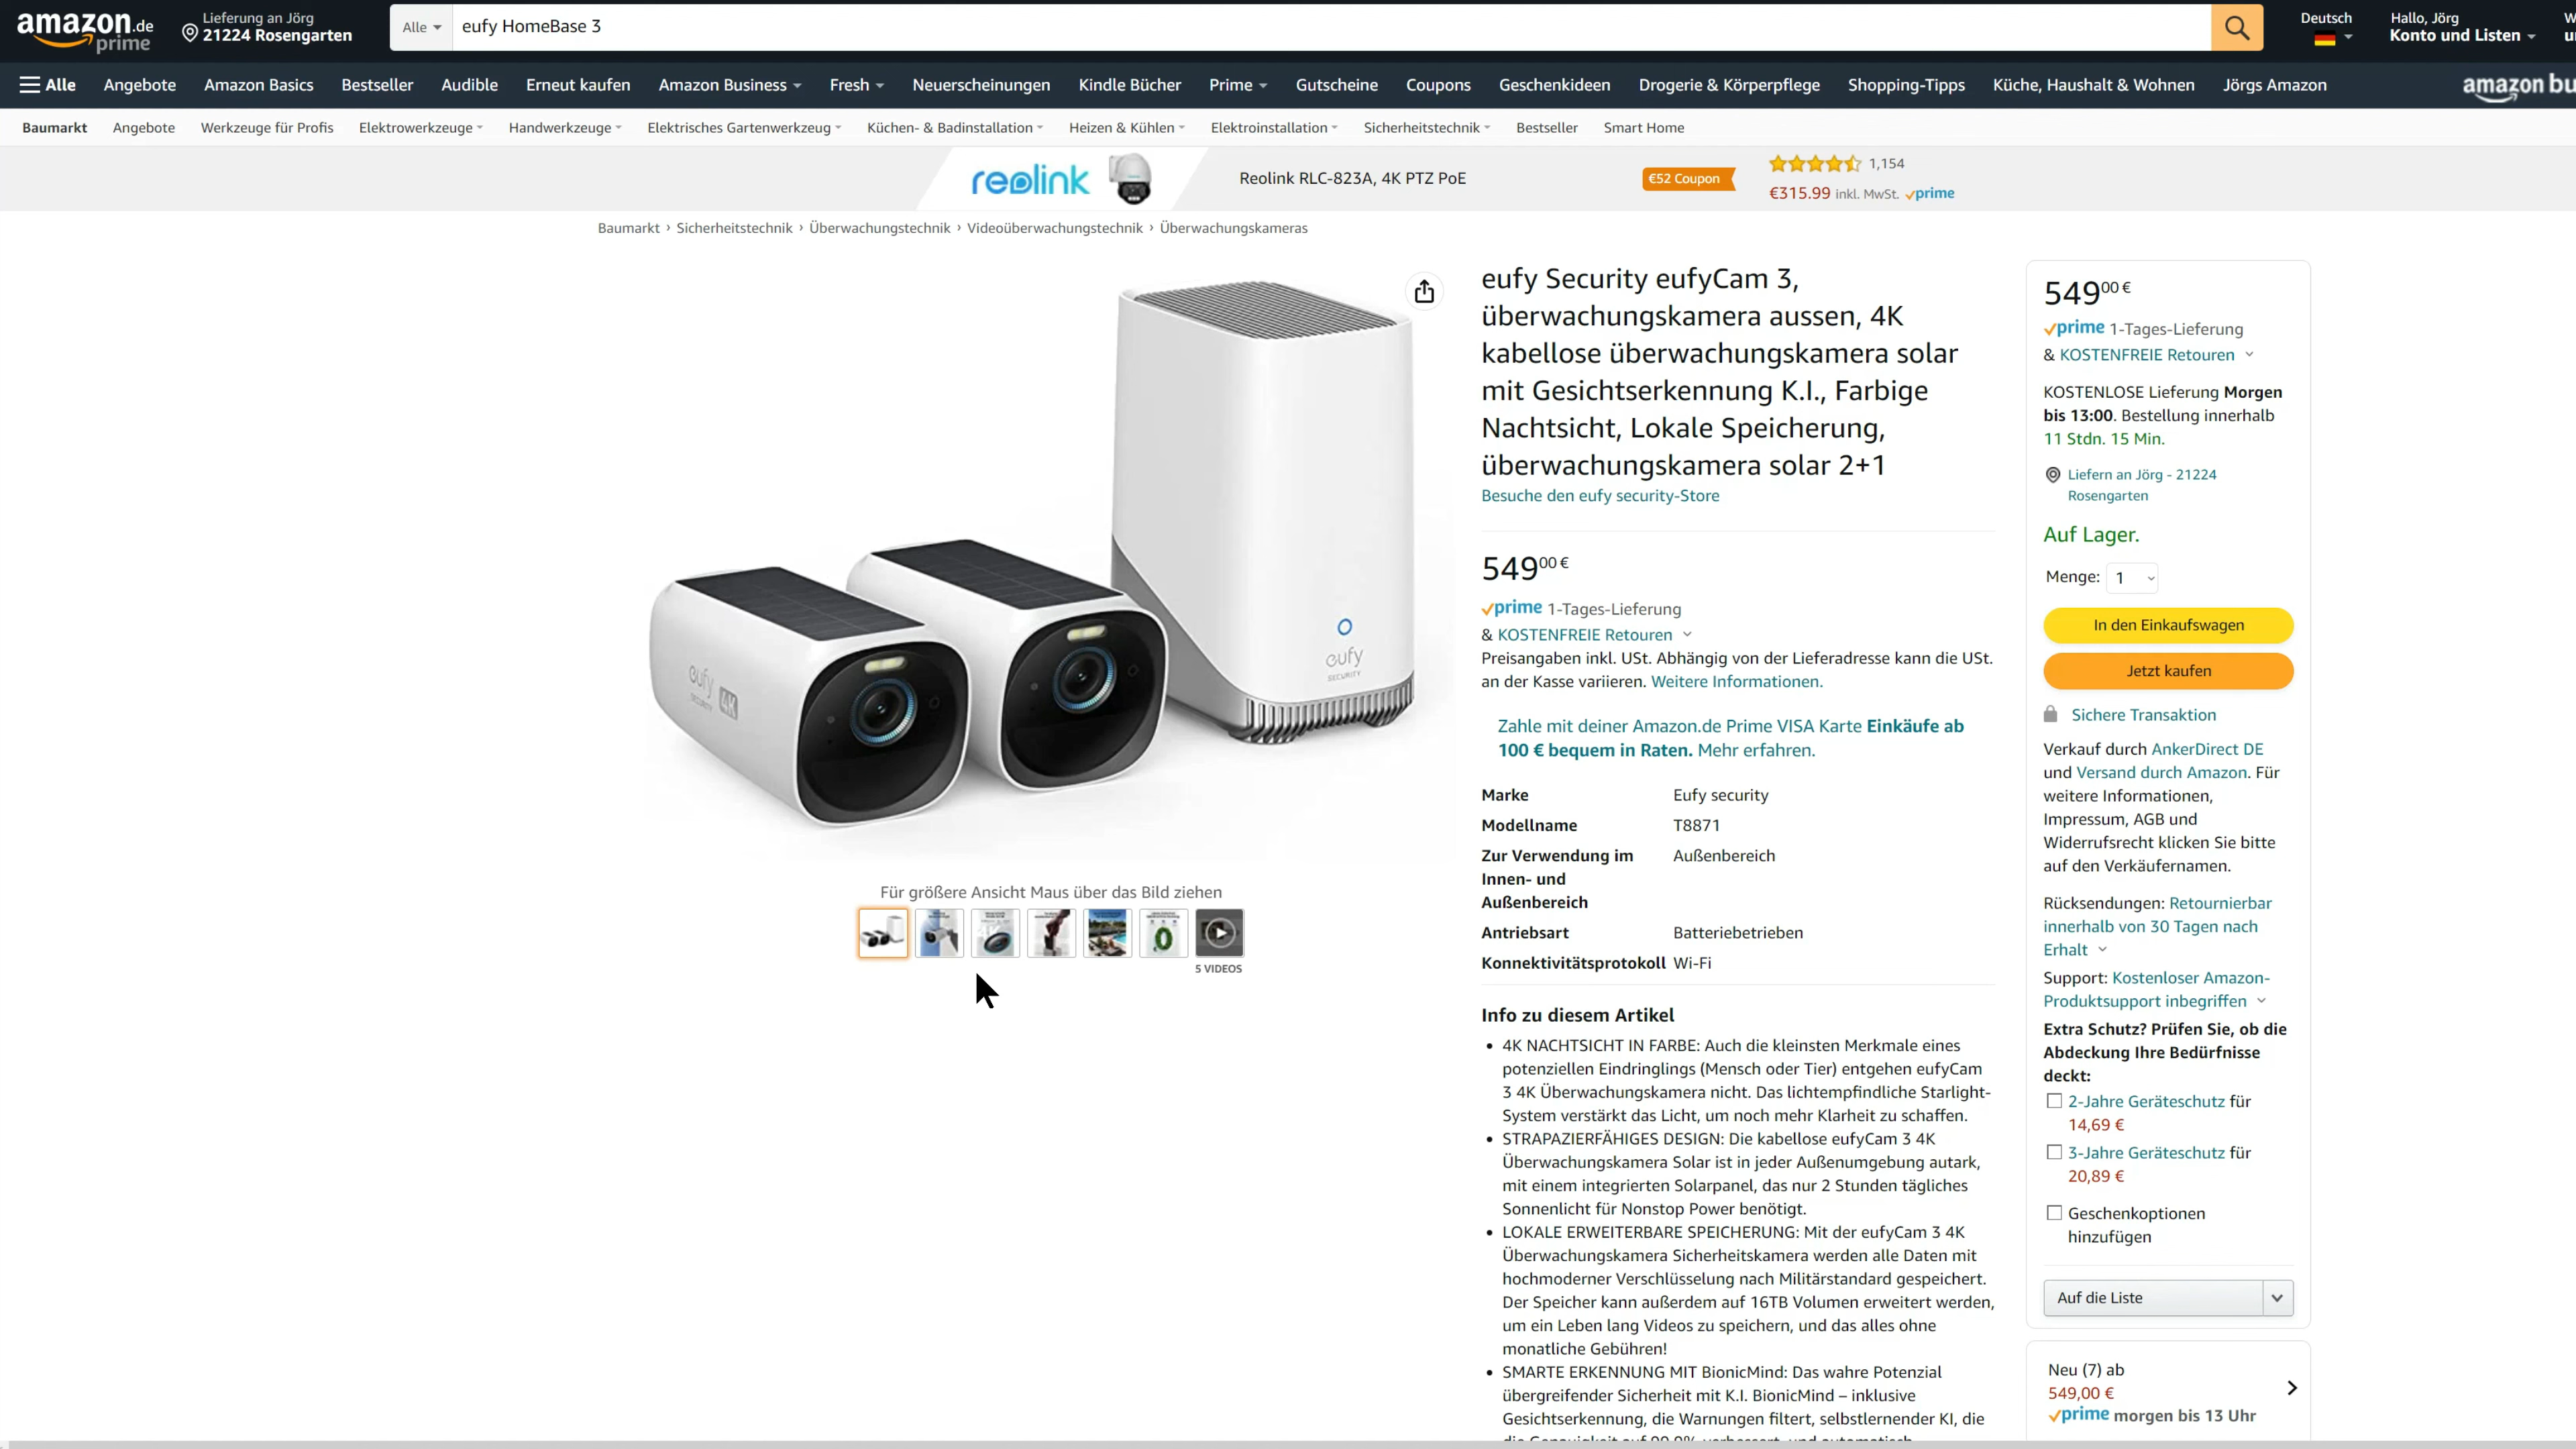 amazon.de
prime
Lieferung an Jörg
21224 Rosengarten
Alle
eufy HomeBase 3
Deutsch
Hallo, Jörg
Konto und Listen
Alle
Angebote
Amazon Basics
Bestseller
Audible
Erneut kaufen
Amazon Business
Fresh
Neuerscheinungen
Kindle Bücher
Prime
Gutscheine
Coupons
Geschenkideen
Drogerie & Körperpflege
Shopping-Tipps
Küche, Haushalt & Wohnen
Jörgs Amazon
amazon bu
Baumarkt
Angebote
Werkzeuge für Profis
Elektrowerkzeuge
Handwerkzeuge
Elektrisches Gartenwerkzeug
Küchen- & Badinstallation
Heizen & Kühlen
Elektroinstallation
Sicherheitstechnik
Bestseller
Smart Home
reolink
Reolink RLC-823A, 4K PTZ PoE
€52 Coupon
1,154
€315.99 inkl. MwSt. prime
Baumarkt › Sicherheitstechnik › Überwachungstechnik › Videoüberwachungstechnik › Überwachungskameras
eufy
SECURITY
4K
eufy
SECURITY
Für größere Ansicht Maus über das Bild ziehen
5 VIDEOS
eufy Security eufyCam 3,
überwachungskamera aussen, 4K
kabellose überwachungskamera solar
mit Gesichtserkennung K.I., Farbige
Nachtsicht, Lokale Speicherung,
überwachungskamera solar 2+1
Besuche den eufy security-Store
549 00 €
prime 1-Tages-Lieferung
& KOSTENFREIE Retouren
Preisangaben inkl. USt. Abhängig von der Lieferadresse kann die USt.
an der Kasse variieren. Weitere Informationen.
Zahle mit deiner Amazon.de Prime VISA Karte Einkäufe ab
100 € bequem in Raten. Mehr erfahren.
Marke Eufy security
Modellname T8871
Zur Verwendung im Außenbereich
Innen- und
Außenbereich
Antriebsart Batteriebetrieben
Konnektivitätsprotokoll Wi-Fi
Info zu diesem Artikel
• 4K NACHTSICHT IN FARBE: Auch die kleinsten Merkmale eines
potenziellen Eindringlings (Mensch oder Tier) entgehen eufyCam
3 4K Überwachungskamera nicht. Das lichtempfindliche Starlight-
System verstärkt das Licht, um noch mehr Klarheit zu schaffen.
• STRAPAZIERFÄHIGES DESIGN: Die kabellose eufyCam 3 4K
Überwachungskamera Solar ist in jeder Außenumgebung autark,
mit einem integrierten Solarpanel, das nur 2 Stunden tägliches
Sonnenlicht für Nonstop Power benötigt.
• LOKALE ERWEITERBARE SPEICHERUNG: Mit der eufyCam 3 4K
Überwachungskamera Sicherheitskamera werden alle Daten mit
hochmoderner Verschlüsselung nach Militärstandard gespeichert.
Der Speicher kann außerdem auf 16TB Volumen erweitert werden,
um ein Leben lang Videos zu speichern, und das alles ohne
monatliche Gebühren!
• SMARTE ERKENNUNG MIT BionicMind: Das wahre Potenzial
übergreifender Sicherheit mit K.I. BionicMind – inklusive
Gesichtserkennung, die Warnungen filtert, selbstlernender KI, die
549 00 €
prime 1-Tages-Lieferung
& KOSTENFREIE Retouren
KOSTENLOSE Lieferung Morgen
bis 13:00. Bestellung innerhalb
11 Stdn. 15 Min.
Liefern an Jörg - 21224
Rosengarten
Auf Lager.
Menge: 1
In den Einkaufswagen
Jetzt kaufen
Sichere Transaktion
Verkauf durch AnkerDirect DE
und Versand durch Amazon. Für
weitere Informationen,
Impressum, AGB und
Widerrufsrecht klicken Sie bitte
auf den Verkäufernamen.
Rücksendungen: Retournierbar
innerhalb von 30 Tagen nach
Erhalt
Support: Kostenloser Amazon-
Produktsupport inbegriffen
Extra Schutz? Prüfen Sie, ob die
Abdeckung Ihre Bedürfnisse
deckt:
2-Jahre Geräteschutz für
14,69 €
3-Jahre Geräteschutz für
20,89 €
Geschenkoptionen
hinzufügen
Auf die Liste
Neu (7) ab
549,00 €
prime morgen bis 13 Uhr